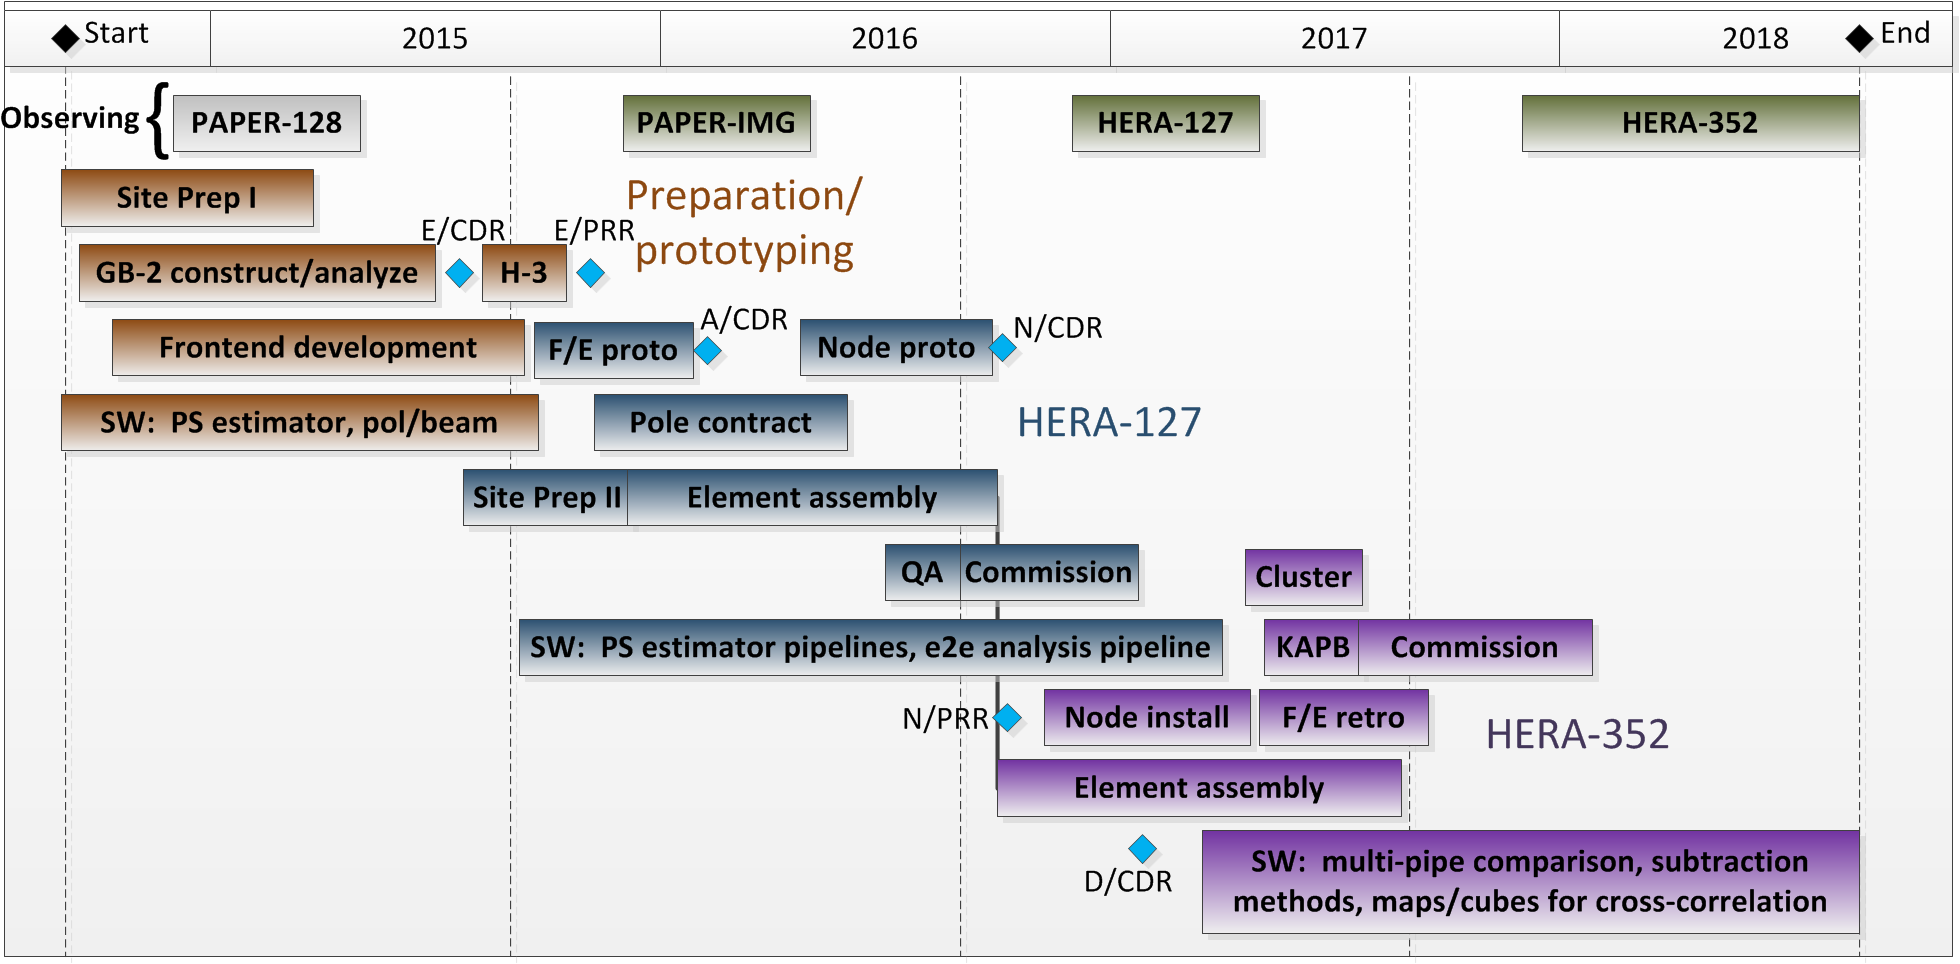 Start
2015
2016
2017
2018
End
Observing {
PAPER-128
PAPER-IMG
HERA-127
HERA-352
Site Prep I
Preparation/
prototyping
E/CDR
E/PRR
GB-2 construct/analyze
H-3
A/CDR
N/CDR
Frontend development
F/E proto
Node proto
SW:  PS estimator, pol/beam
Pole contract
HERA-127
Site Prep II
Element assembly
QA
Commission
Cluster
SW:  PS estimator pipelines, e2e analysis pipeline
KAPB
Commission
N/PRR
Node install
F/E retro
HERA-352
Element assembly
D/CDR
SW:  multi-pipe comparison, subtraction
methods, maps/cubes for cross-correlation